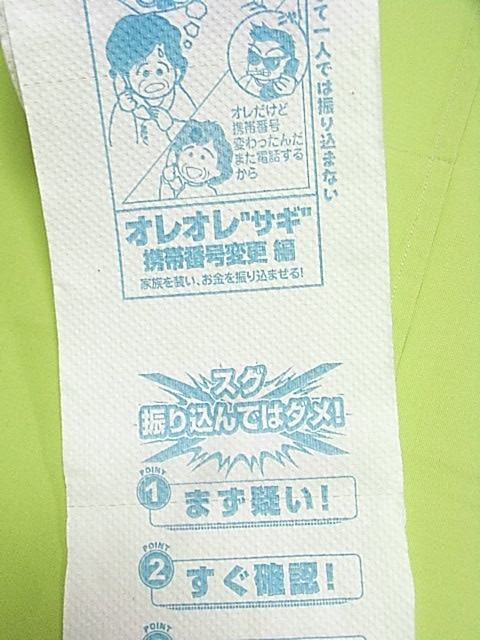 て一人では振り込まない
オレだけど
携帯番号
変わったんだ
また電話する
から
オレオレ"サギ"
携帯番号変更 編
家族を装い、お金を振り込ませる!
スグ
振り込んではダメ!
POINT
1 まず疑い!
POINT
2 すぐ確認!
POINT